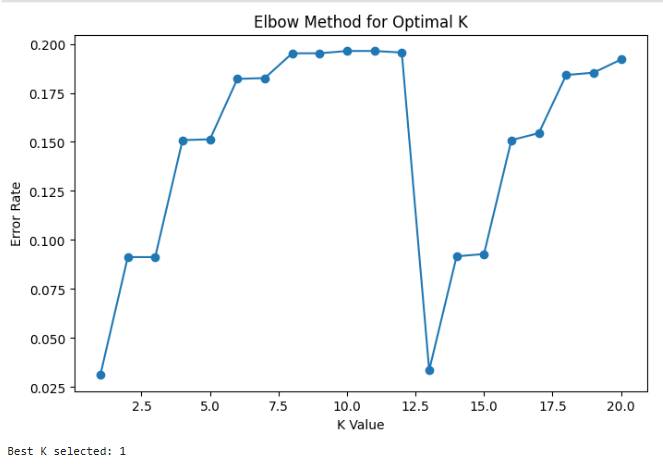 Elbow Method for Optimal K
0.200
0.175
0.150
0.125
0.100
0.075
0.050
0.025
Error Rate
2.5 5.0 7.5 10.0 12.5 15.0 17.5 20.0
K Value
Best K selected: 1